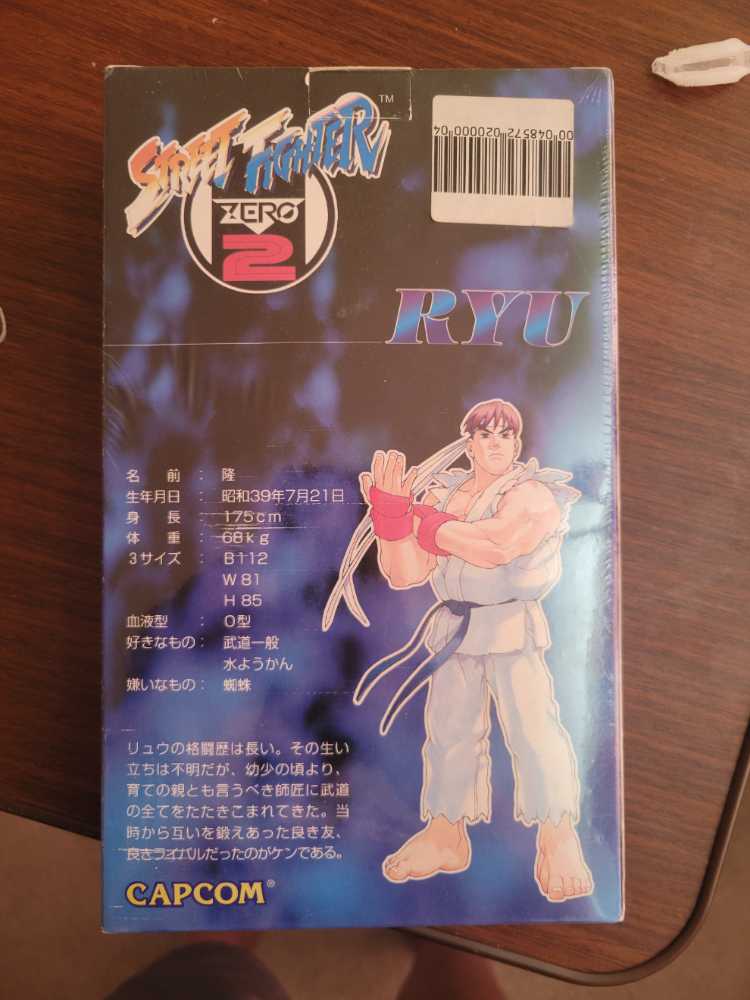 STREET FIGHTER™
ZERO
2
00 048572 020000 04
RYU
名　前 ： 隆
生年月日 ： 昭和39年7月21日
身　長 ： 175cm
体　重 ： 68kg
3サイズ ： B112
W 81
H 85
血液型 ： O型
好きなもの： 武道一般
水ようかん
嫌いなもの： 蜘蛛
リュウの格闘歴は長い。その生い
立ちは不明だが、幼少の頃より、
育ての親とも言うべき師匠に武道
の全てをたたきこまれてきた。当
時から互いを鍛えあった良き友、
良きライバルだったのがケンである。
CAPCOM®